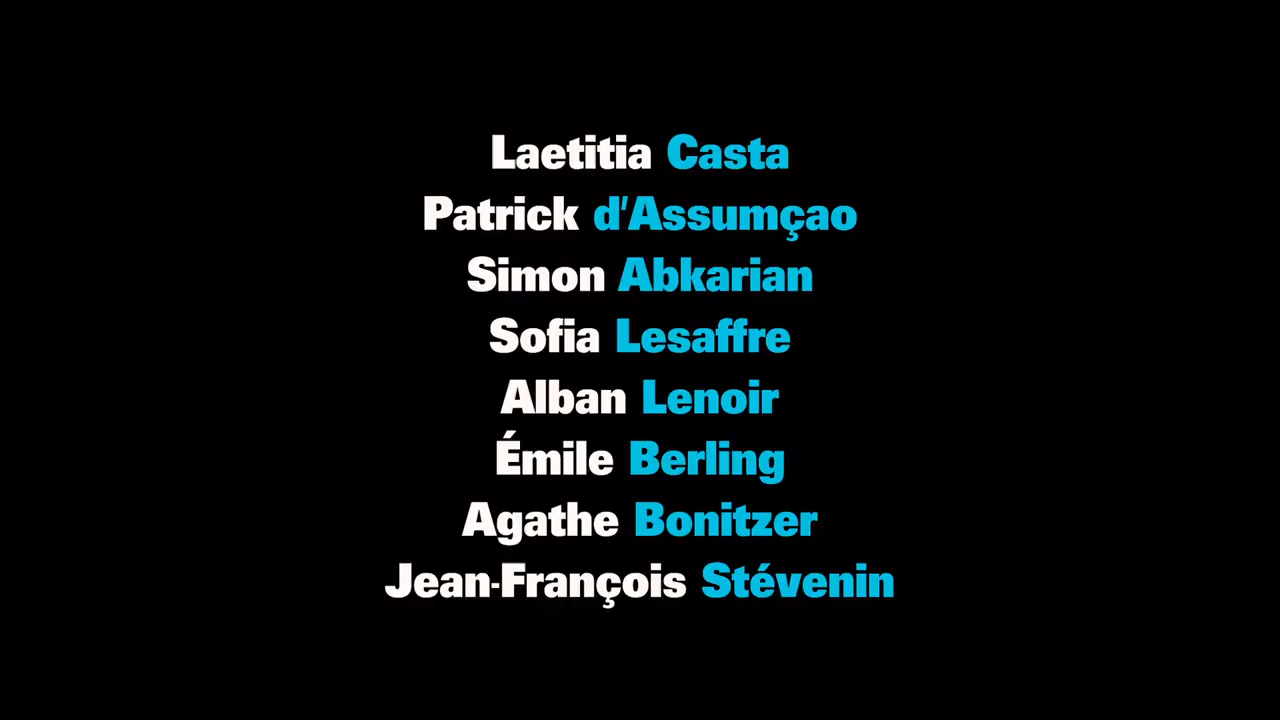 Laetitia Casta
Patrick d'Assumçao
Simon Abkarian
Sofia Lesaffre
Alban Lenoir
Émile Berling
Agathe Bonitzer
Jean-François Stévenin